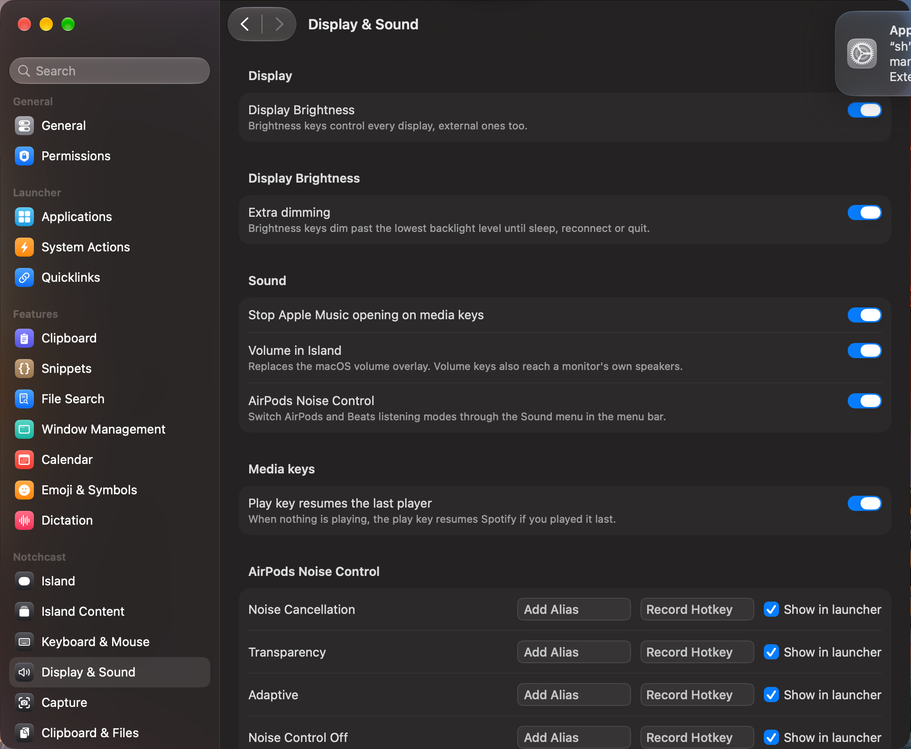 Display & Sound
Search
General
General
Permissions
Launcher
Applications
System Actions
Quicklinks
Features
Clipboard
Snippets
File Search
Window Management
Calendar
Emoji & Symbols
Dictation
Notchcast
Island
Island Content
Keyboard & Mouse
Display & Sound
Capture
Clipboard & Files
Display
Display Brightness
Brightness keys control every display, external ones too.
Display Brightness
Extra dimming
Brightness keys dim past the lowest backlight level until sleep, reconnect or quit.
Sound
Stop Apple Music opening on media keys
Volume in Island
Replaces the macOS volume overlay. Volume keys also reach a monitor's own speakers.
AirPods Noise Control
Switch AirPods and Beats listening modes through the Sound menu in the menu bar.
Media keys
Play key resumes the last player
When nothing is playing, the play key resumes Spotify if you played it last.
AirPods Noise Control
Noise Cancellation Add Alias Record Hotkey Show in launcher
Transparency Add Alias Record Hotkey Show in launcher
Adaptive Add Alias Record Hotkey Show in launcher
Noise Control Off Add Alias Record Hotkey Show in launcher
App
"sh"